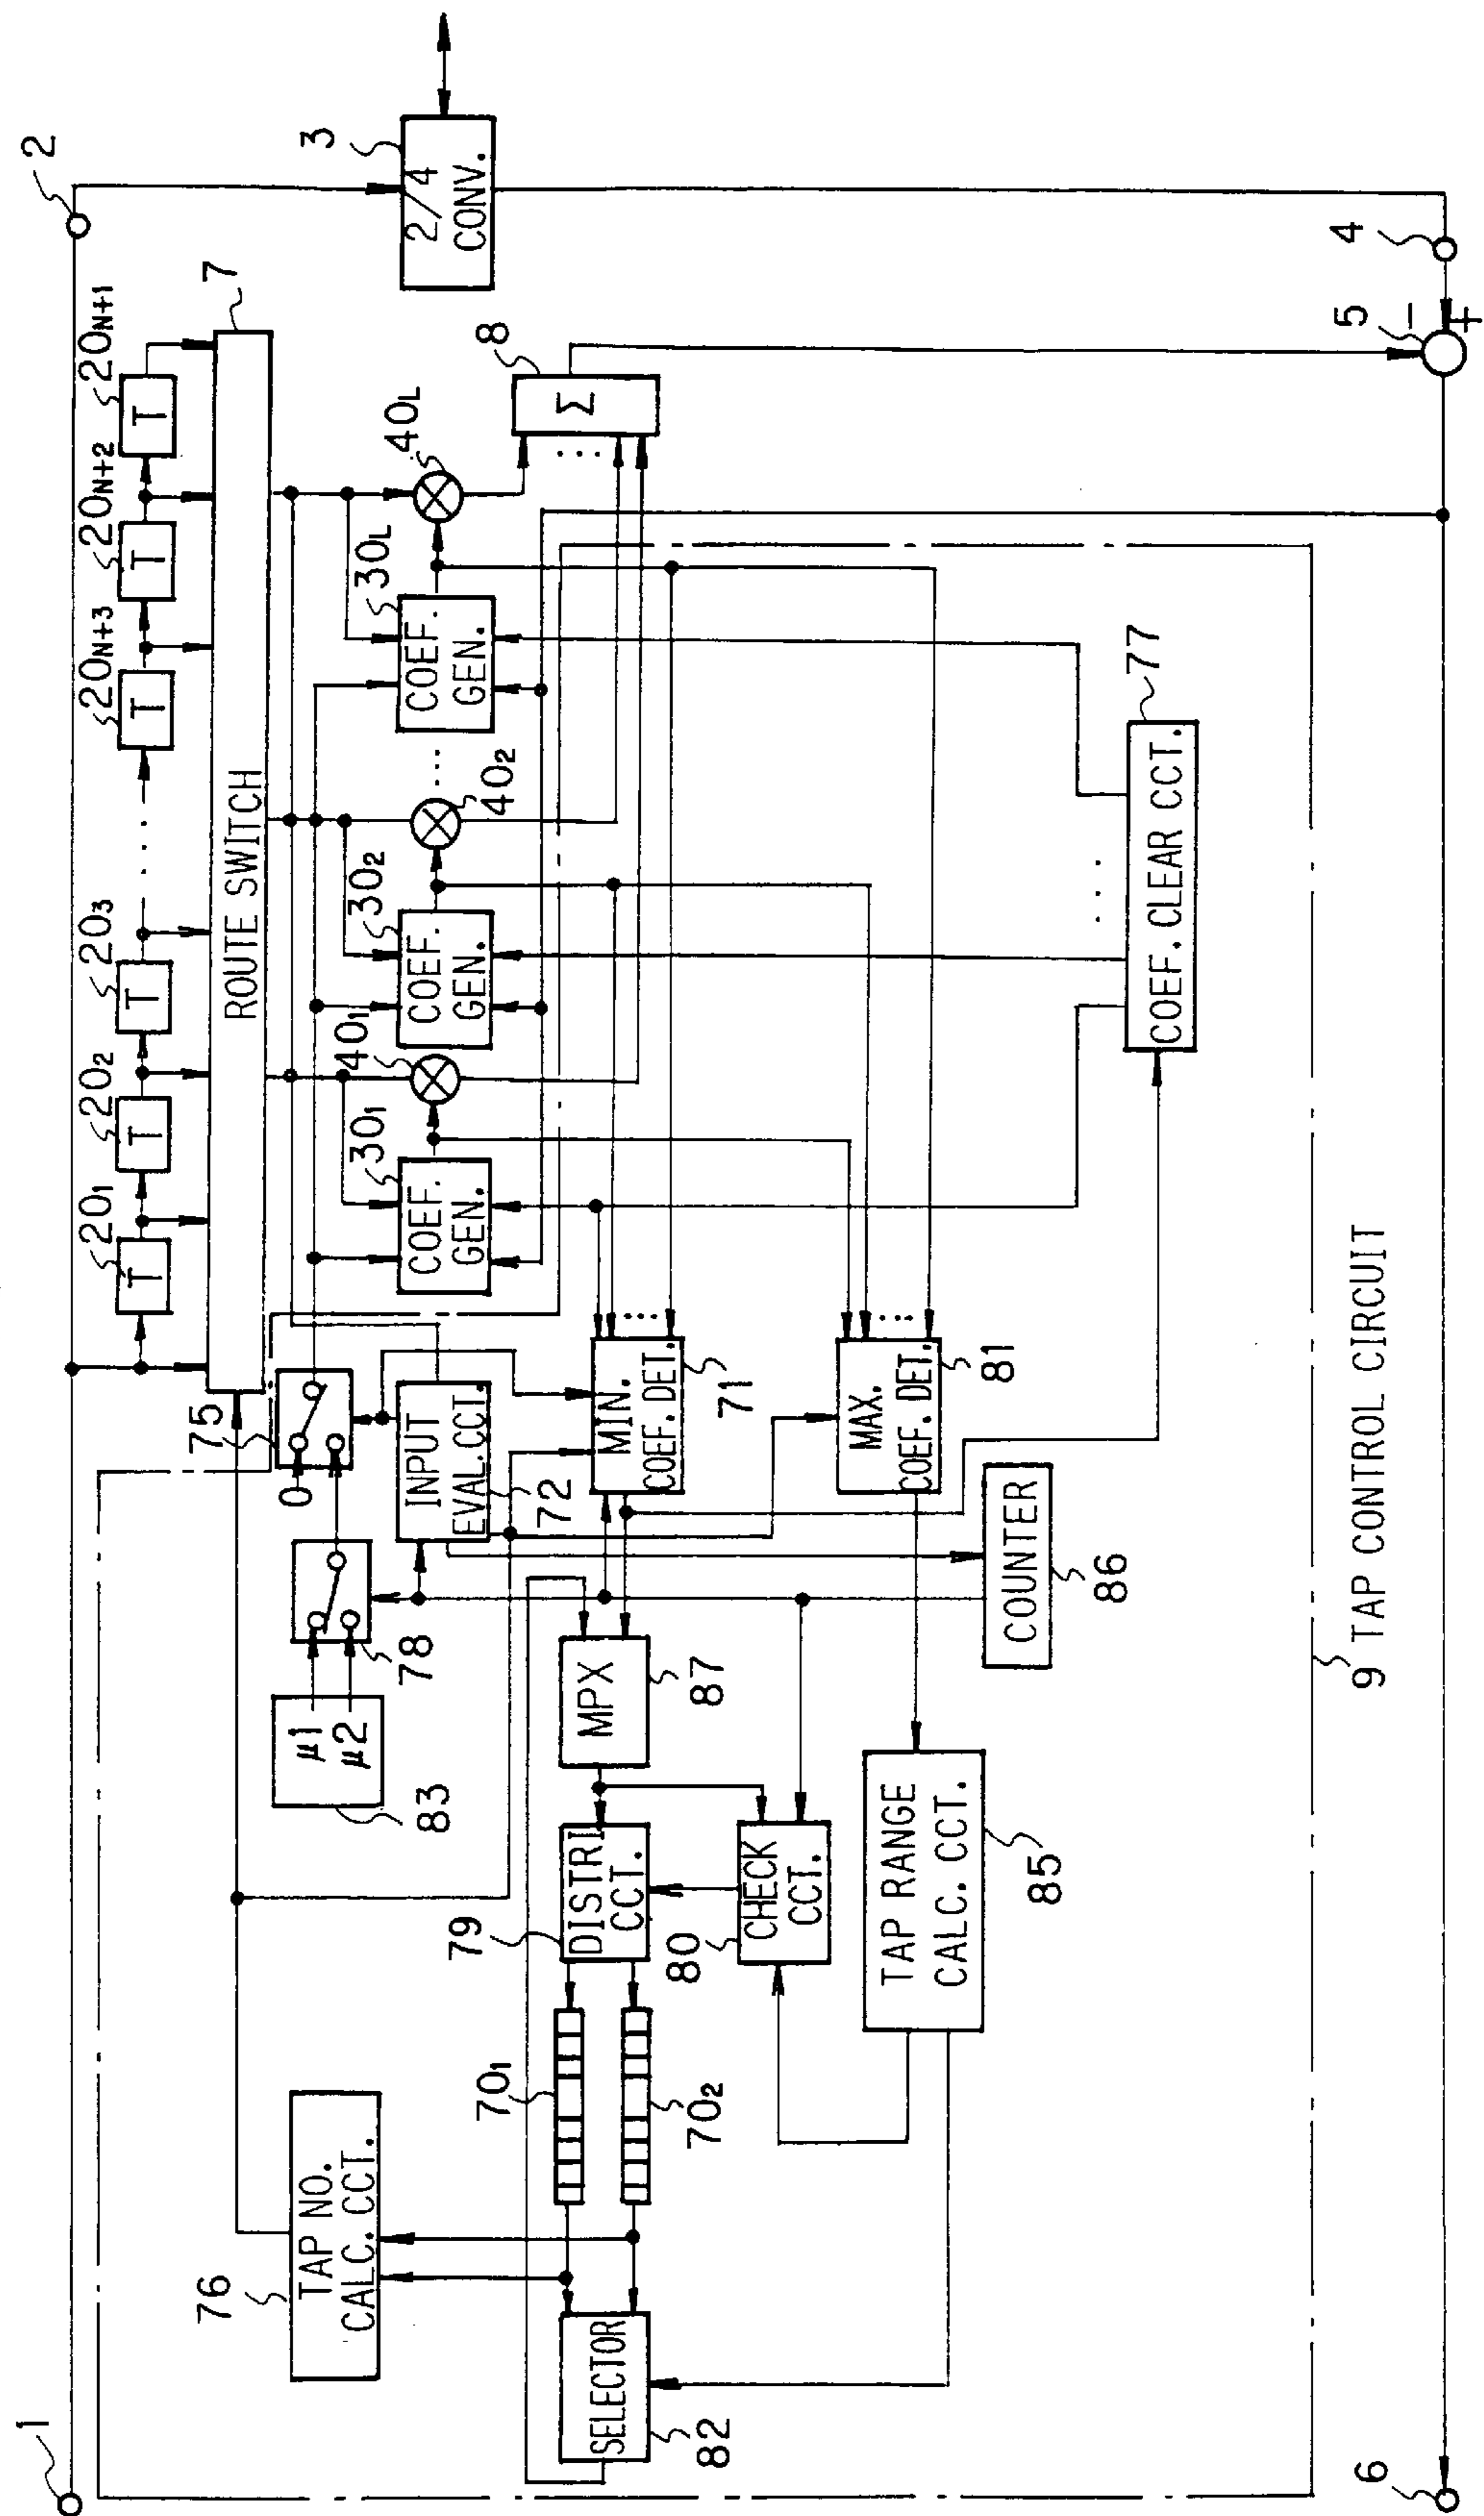 1
2
20₁
20₂
20₃
20N+3
20N+2
20N+1
T
T
T
T
T
T
7
ROUTE SWITCH
3
2/4
CONV.
76
TAP NO.
CALC. CCT.
83
μ1
μ2
78
75
0
INPUT
EVAL.CCT.
72
30₁
COEF.
GEN.
40₁
30₂
COEF.
GEN.
40₂
30L
COEF.
GEN.
40L
8
Σ
SELECTOR
82
70₁
70₂
79
DISTRI
CCT.
MPX
87
MIN.
COEF. DET.
71
80
CHECK
CCT.
MAX.
COEF. DET.
81
TAP RANGE
CALC. CCT.
85
COUNTER
86
COEF. CLEAR CCT.
77
9 TAP CONTROL CIRCUIT
4
5
−
+
6